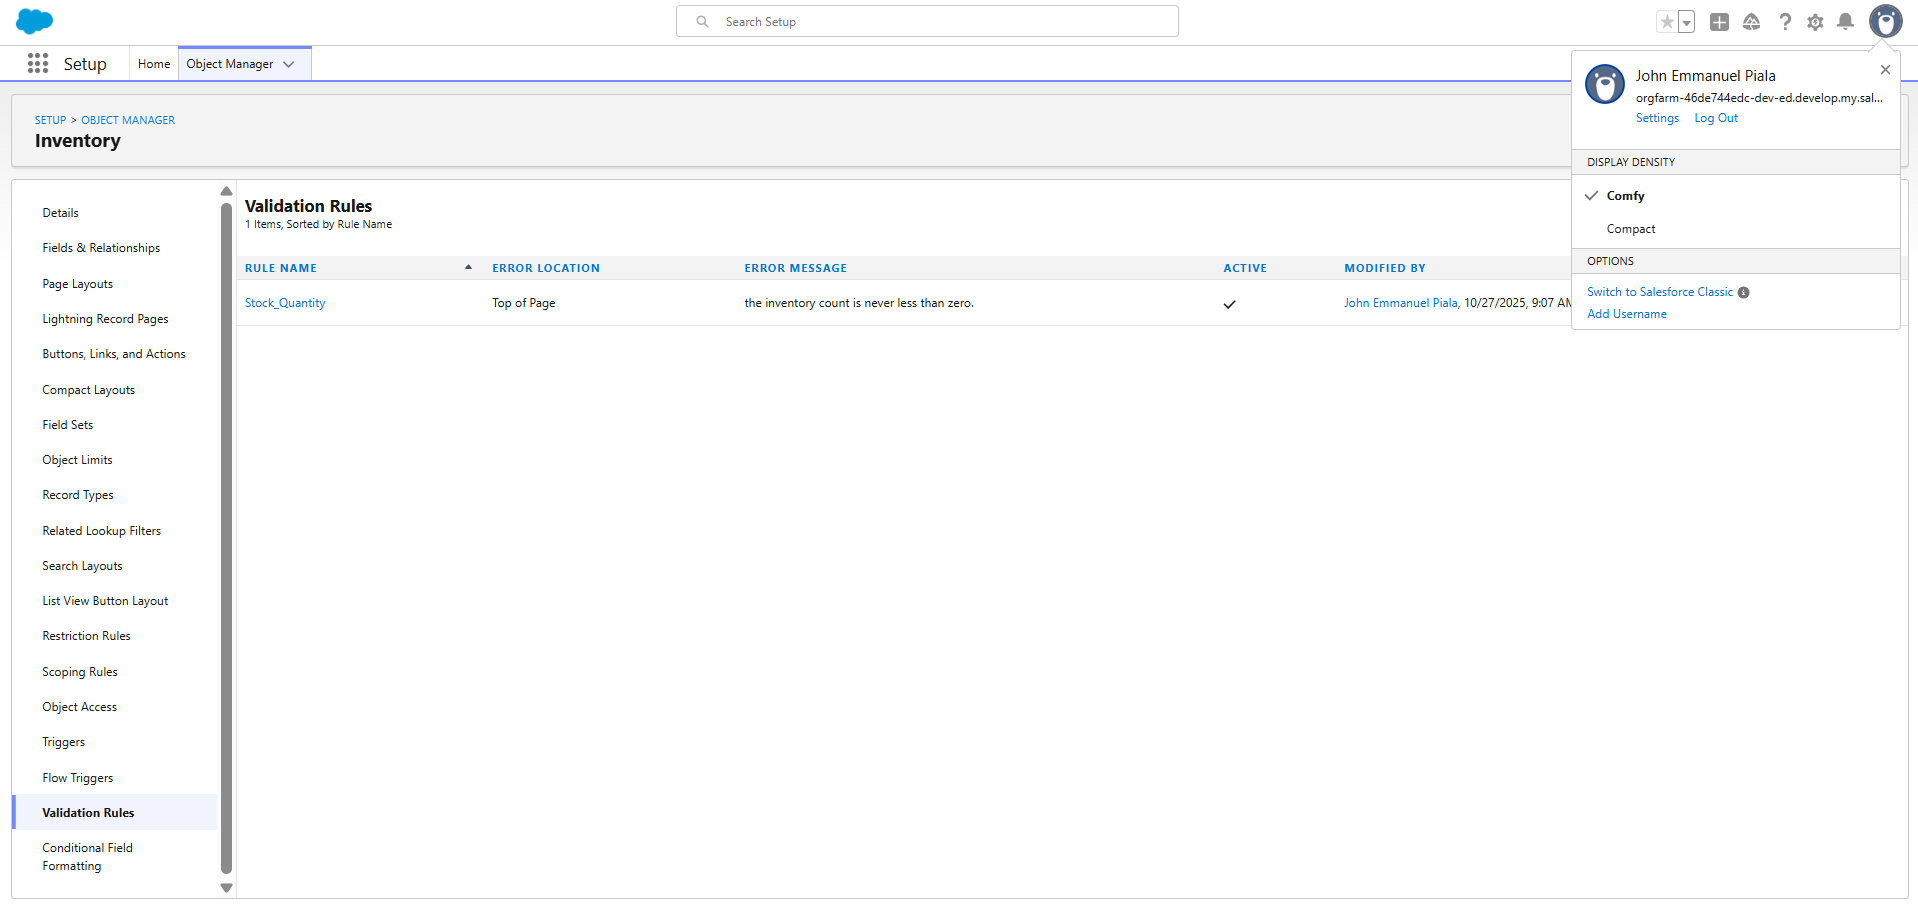 Search Setup
Setup
Home
Object Manager
SETUP > OBJECT MANAGER
Inventory
John Emmanuel Piala
orgfarm-46de744edc-dev-ed.develop.my.sal...
Settings Log Out
DISPLAY DENSITY
Comfy
Compact
OPTIONS
Switch to Salesforce Classic
Add Username
Details
Fields & Relationships
Page Layouts
Lightning Record Pages
Buttons, Links, and Actions
Compact Layouts
Field Sets
Object Limits
Record Types
Related Lookup Filters
Search Layouts
List View Button Layout
Restriction Rules
Scoping Rules
Object Access
Triggers
Flow Triggers
Validation Rules
Conditional Field
Formatting
Validation Rules
1 Items, Sorted by Rule Name
RULE NAME ERROR LOCATION ERROR MESSAGE ACTIVE MODIFIED BY
Stock_Quantity Top of Page the inventory count is never less than zero. John Emmanuel Piala, 10/27/2025, 9:07 AM